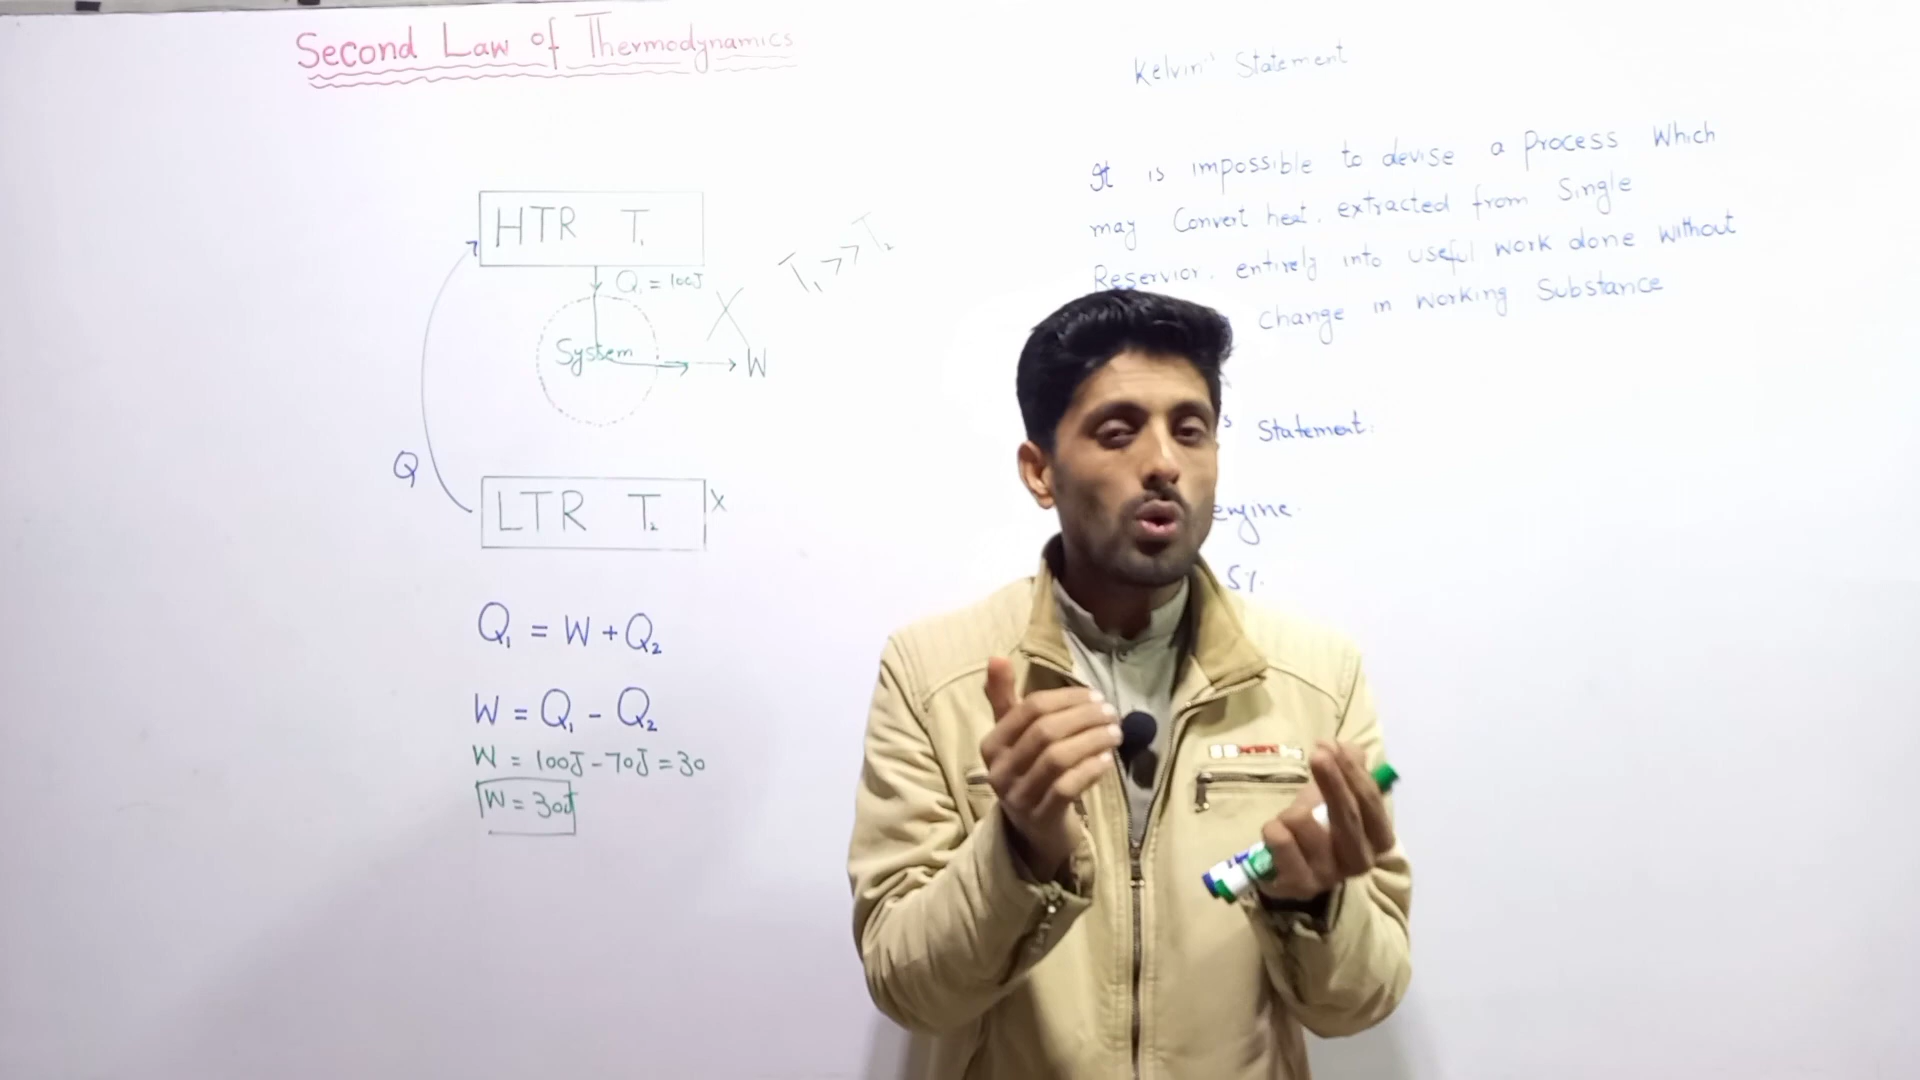 Second Law of Thermodynamics
HTR T1
Q1 = 100J
T1 >> T2
System
W
Q
LTR T2 X
Q1 = W + Q2
W = Q1 - Q2
W = 100J - 70J = 30
W = 30J
Kelvin's Statement
It is impossible to devise a Process Which
may Convert heat, extracted from Single
Reservior, entirely into useful work done without
Change in Working Substance
's Statement:
engine.
5%.